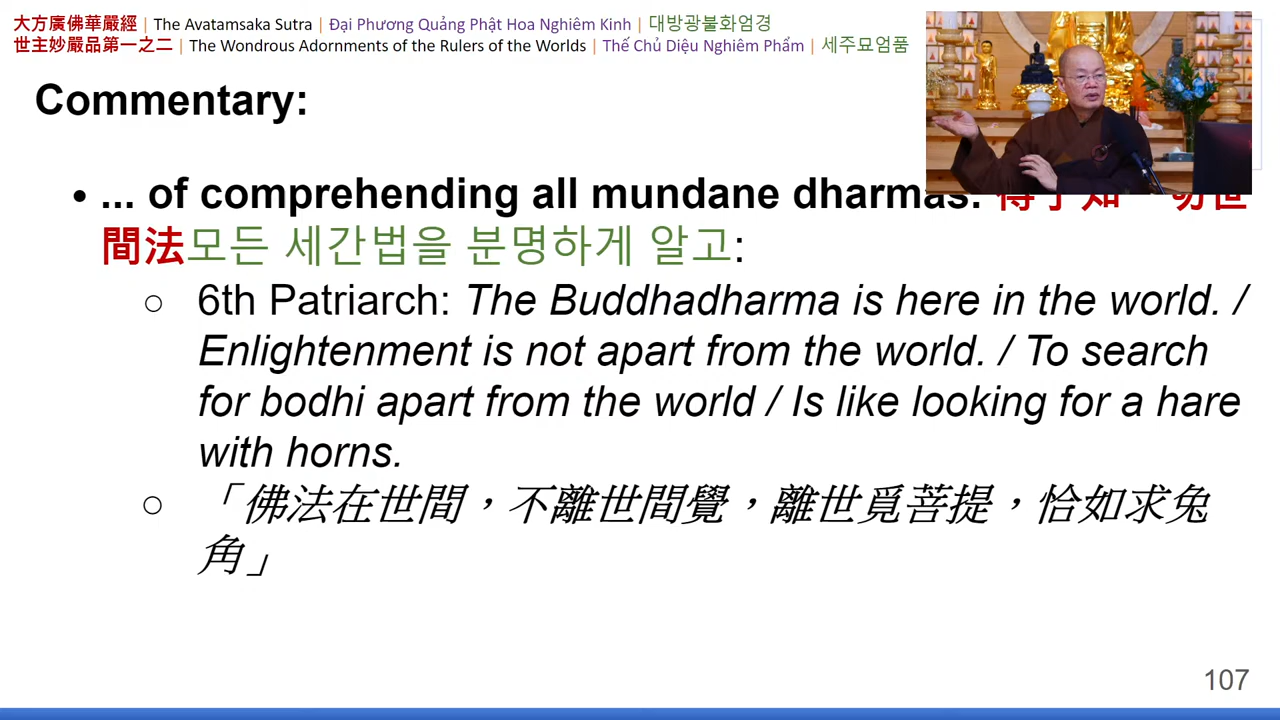 大方廣佛華嚴經 | The Avatamsaka Sutra | Đại Phương Quảng Phật Hoa Nghiêm Kinh | 대방광불화엄경
世主妙嚴品第一之二 | The Wondrous Adornments of the Rulers of the Worlds | Thế Chủ Diệu Nghiêm Phẩm | 세주묘엄품
Commentary:
• ... of comprehending all mundane dharmas.
間法모든 세간법을 분명하게 알고:
○ 6th Patriarch: The Buddhadharma is here in the world. /
Enlightenment is not apart from the world. / To search
for bodhi apart from the world / Is like looking for a hare
with horns.
○ 「佛法在世間，不離世間覺，離世覓菩提，恰如求兔
角」
107